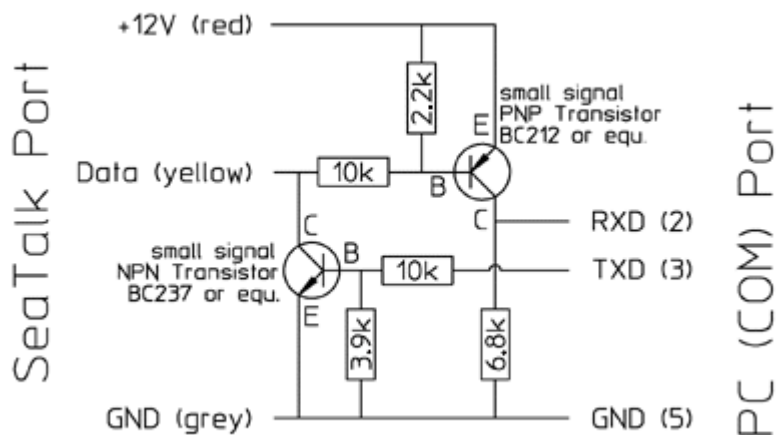 SeaTalk Port
+12V (red)
2.2k
small signal
PNP Transistor
BC212 or equ.
E
Data (yellow)
10k
B
C
RXD (2)
C
small signal
NPN Transistor
BC237 or equ.
B
10k
TXD (3)
E
3.9k
6.8k
GND (grey)
GND (5)
PC (COM) Port